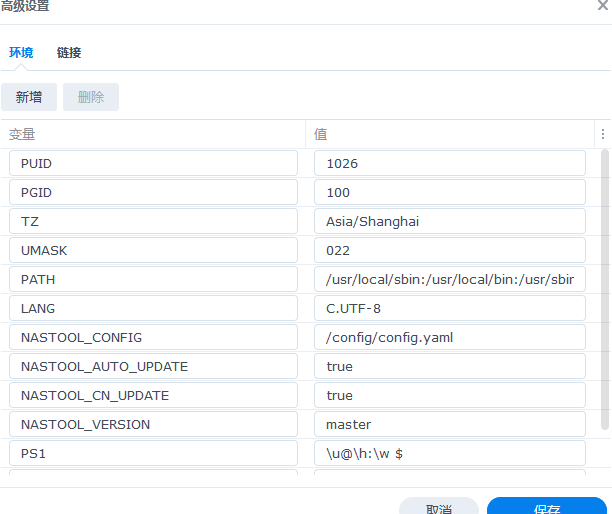 高级设置
环境 链接
新增 删除
变量 值
PUID 1026
PGID 100
TZ Asia/Shanghai
UMASK 022
PATH /usr/local/sbin:/usr/local/bin:/usr/sbir
LANG C.UTF-8
NASTOOL_CONFIG /config/config.yaml
NASTOOL_AUTO_UPDATE true
NASTOOL_CN_UPDATE true
NASTOOL_VERSION master
PS1 \u@\h:\w $
取消 保存